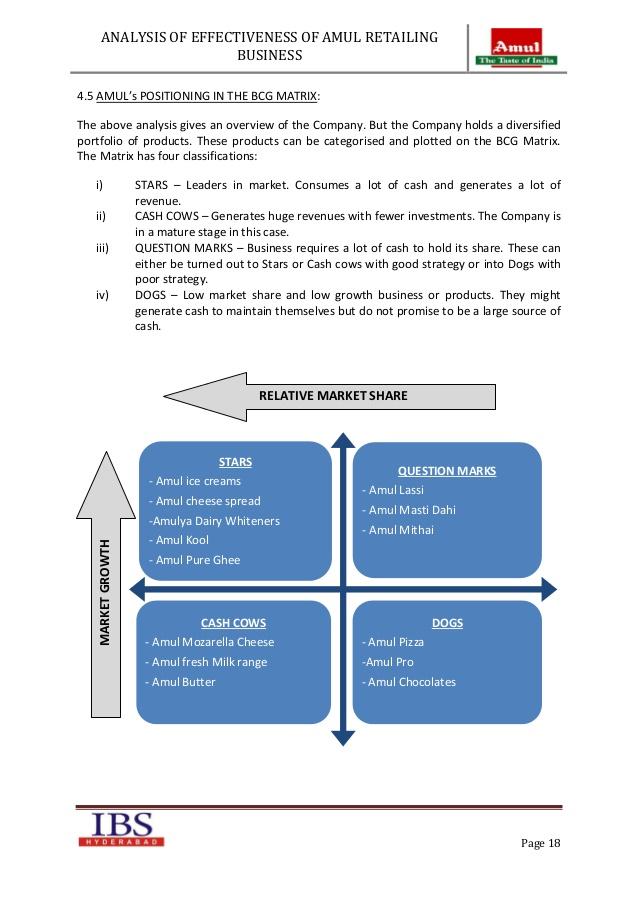 ANALYSIS OF EFFECTIVENESS OF AMUL RETAILING
BUSINESS
Amul
The Taste of India
4.5 AMUL's POSITIONING IN THE BCG MATRIX:
The above analysis gives an overview of the Company. But the Company holds a diversified
portfolio of products. These products can be categorised and plotted on the BCG Matrix.
The Matrix has four classifications:
i) STARS – Leaders in market. Consumes a lot of cash and generates a lot of
revenue.
ii) CASH COWS – Generates huge revenues with fewer investments. The Company is
in a mature stage in this case.
iii) QUESTION MARKS – Business requires a lot of cash to hold its share. These can
either be turned out to Stars or Cash cows with good strategy or into Dogs with
poor strategy.
iv) DOGS – Low market share and low growth business or products. They might
generate cash to maintain themselves but do not promise to be a large source of
cash.
RELATIVE MARKET SHARE
MARKET GROWTH
STARS
- Amul ice creams
- Amul cheese spread
-Amulya Dairy Whiteners
- Amul Kool
- Amul Pure Ghee
QUESTION MARKS
- Amul Lassi
- Amul Masti Dahi
- Amul Mithai
CASH COWS
- Amul Mozarella Cheese
- Amul fresh Milk range
- Amul Butter
DOGS
- Amul Pizza
-Amul Pro
- Amul Chocolates
IBS
HYDERABAD
Page 18